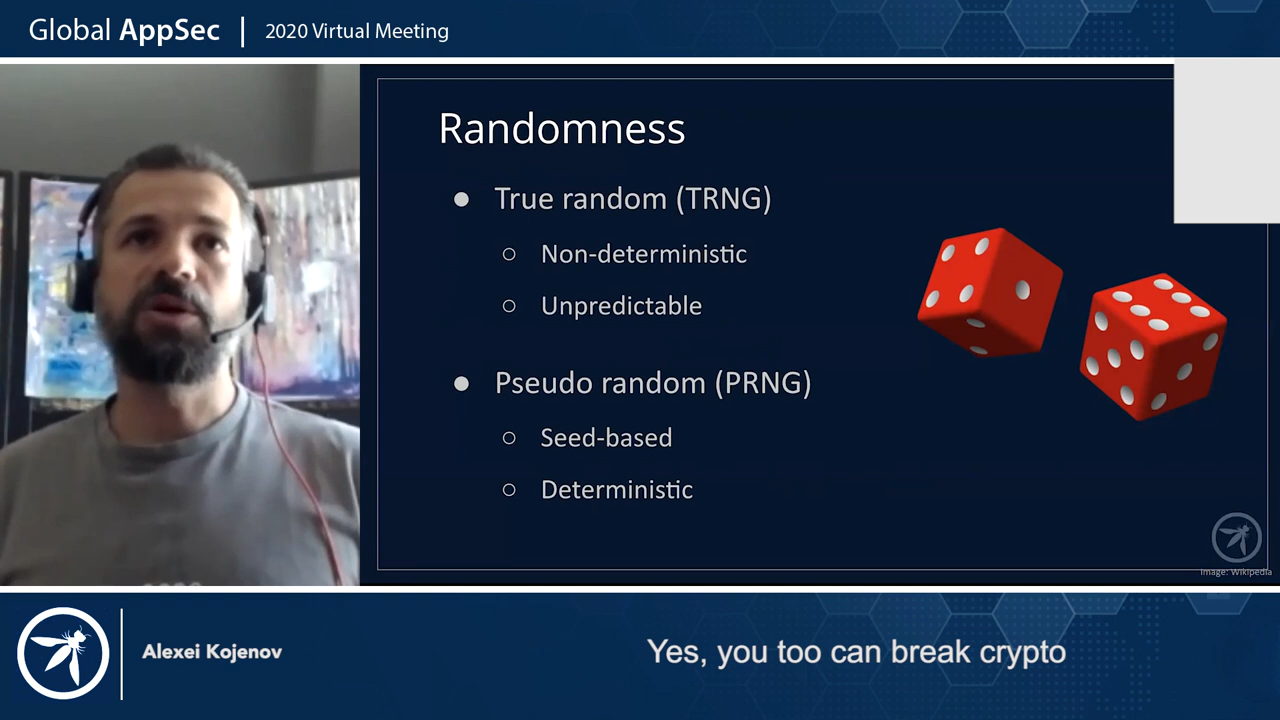 Global AppSec | 2020 Virtual Meeting
Randomness
● True random (TRNG)
○ Non-deterministic
○ Unpredictable
● Pseudo random (PRNG)
○ Seed-based
○ Deterministic
Image: Wikipedia
Alexei Kojenov
Yes, you too can break crypto